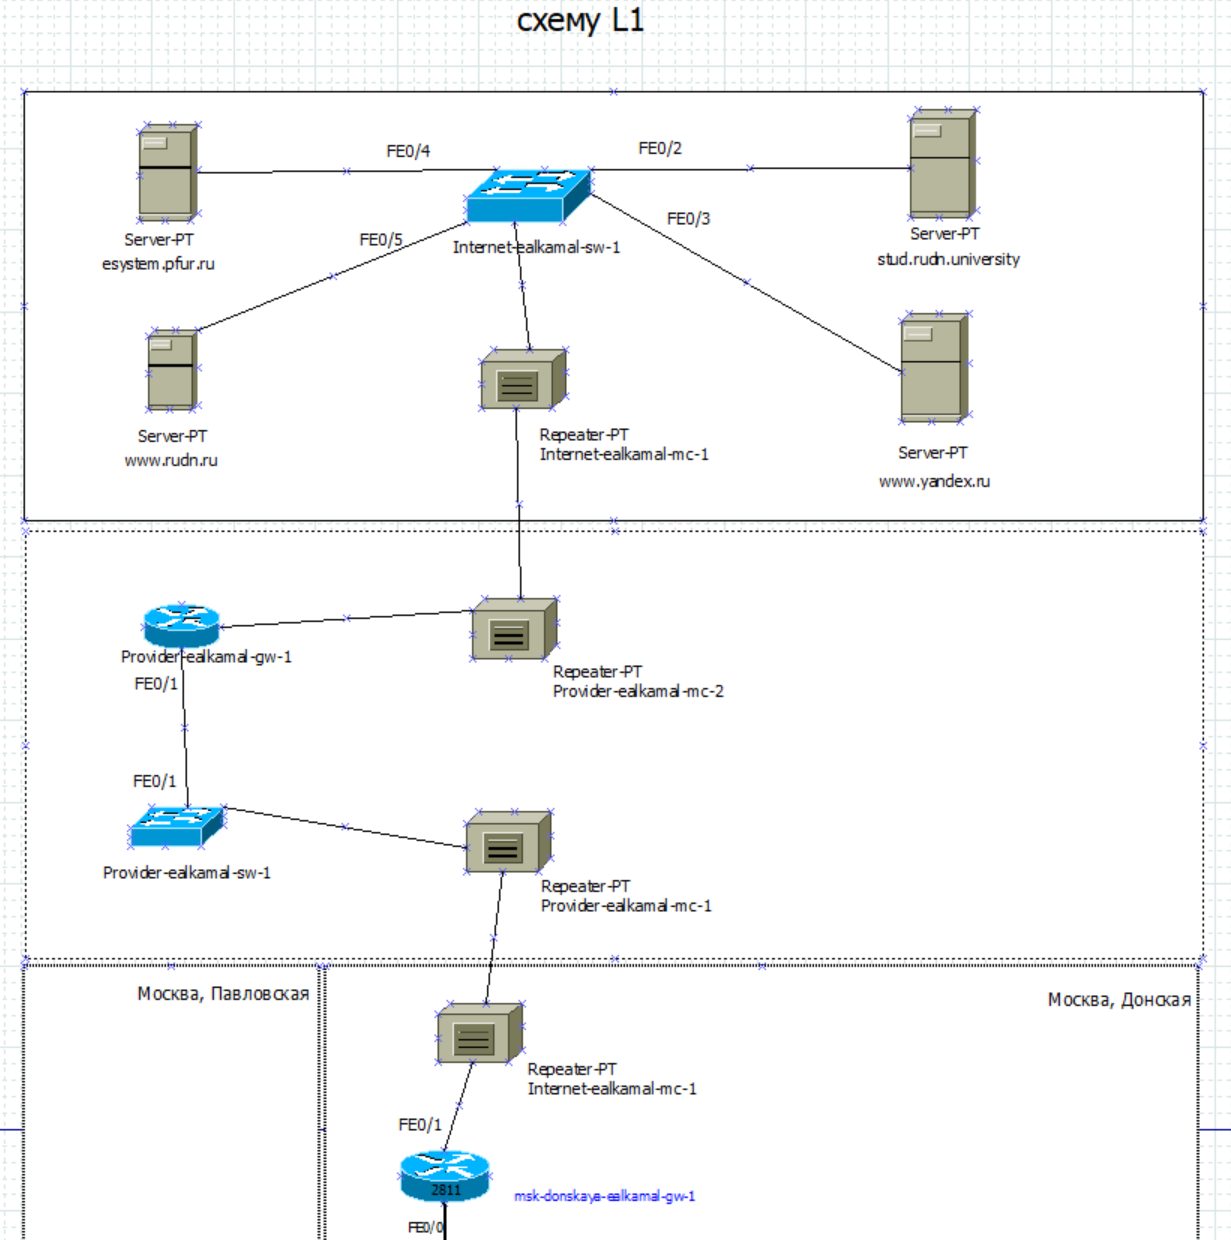 схему L1
FE0/4
FE0/2
FE0/3
FE0/5
Internet-ealkamal-sw-1
Server-PT
esystem.pfur.ru
Server-PT
stud.rudn.university
Server-PT
www.rudn.ru
Repeater-PT
Internet-ealkamal-mc-1
Server-PT
www.yandex.ru
Provider-ealkamal-gw-1
FE0/1
Repeater-PT
Provider-ealkamal-mc-2
FE0/1
Provider-ealkamal-sw-1
Repeater-PT
Provider-ealkamal-mc-1
Москва, Павловская
Москва, Донская
Repeater-PT
Internet-ealkamal-mc-1
FE0/1
2811
msk-donskaya-ealkamal-gw-1
FE0/0